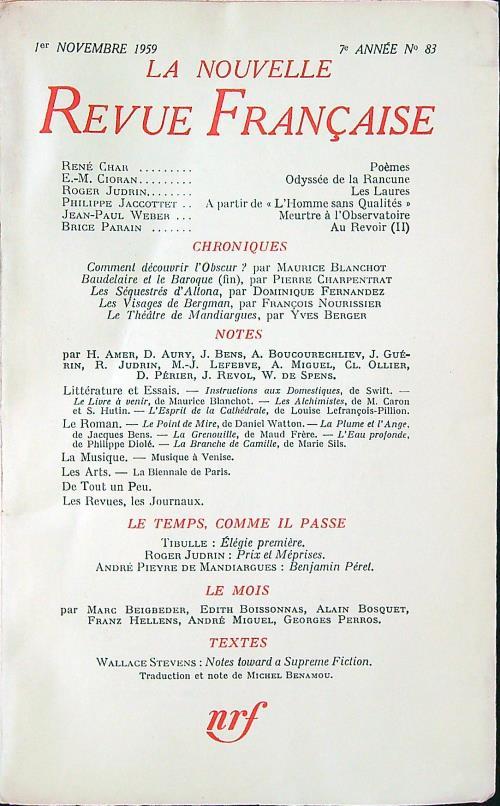 1er NOVEMBRE 1959 7e ANNÉE No 83
LA NOUVELLE
REVUE FRANÇAISE
RENÉ CHAR ......... Poèmes
E.-M. CIORAN......... Odyssée de la Rancune
ROGER JUDRIN........ Les Laures
PHILIPPE JACCOTTET .. A partir de « L'Homme sans Qualités »
JEAN-PAUL WEBER ... Meurtre à l'Observatoire
BRICE PARAIN ....... Au Revoir (II)
CHRONIQUES
Comment découvrir l'Obscur ? par MAURICE BLANCHOT
Baudelaire et le Baroque (fin), par PIERRE CHARPENTRAT
Les Séquestrés d'Altona, par DOMINIQUE FERNANDEZ
Les Visages de Bergman, par FRANÇOIS NOURISSIER
Le Théâtre de Mandiargues, par YVES BERGER
NOTES
par H. AMER, D. AURY, J. BENS, A. BOUCOURECHLIEV, J. GUÉ-
RIN, R. JUDRIN, M.-J. LEFEBVE, A. MIGUEL, CL. OLLIER,
D. PÉRIER, J. REVOL, W. DE SPENS.
Littérature et Essais. — Instructions aux Domestiques, de Swift. —
Le Livre à venir, de Maurice Blanchot. — Les Alchimistes, de M. Caron
et S. Hutin. — L'Esprit de la Cathédrale, de Louise Lefrançois-Pillion.
Le Roman. — Le Point de Mire, de Daniel Watton. — La Plume et l'Ange,
de Jacques Bens. — La Grenouille, de Maud Frère. — L'Eau profonde,
de Philippe Diolé. — La Branche de Camille, de Marie Sils.
La Musique. — Musique à Venise.
Les Arts. — La Biennale de Paris.
De Tout un Peu.
Les Revues, les Journaux.
LE TEMPS, COMME IL PASSE
TIBULLE : Élégie première.
ROGER JUDRIN : Prix et Méprises.
ANDRÉ PIEYRE DE MANDIARGUES : Benjamin Péret.
LE MOIS
par MARC BEIGBEDER, EDITH BOISSONNAS, ALAIN BOSQUET,
FRANZ HELLENS, ANDRÉ MIGUEL, GEORGES PERROS.
TEXTES
WALLACE STEVENS : Notes toward a Supreme Fiction.
Traduction et note de MICHEL BENAMOU.
nrf